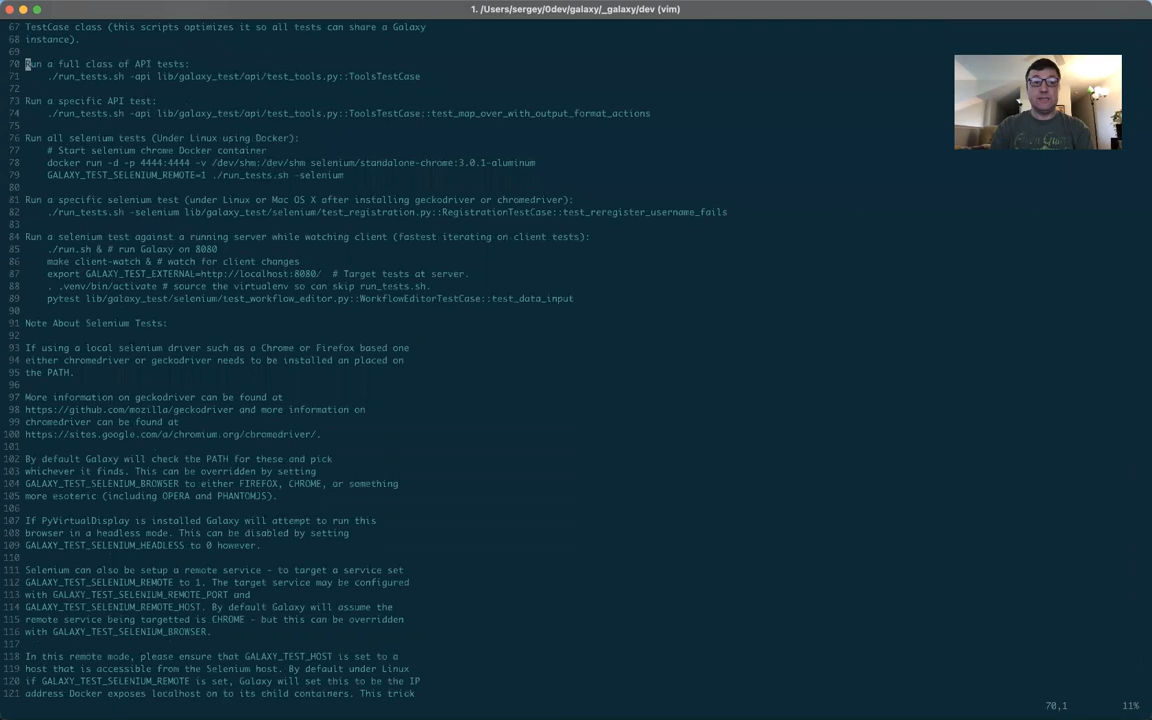 1. /Users/sergey/0dev/galaxy/_galaxy/dev (vim)
67 TestCase class (this scripts optimizes it so all tests can share a Galaxy
68 instance).
69
70 Run a full class of API tests:
71 ./run_tests.sh -api lib/galaxy_test/api/test_tools.py::ToolsTestCase
72
73 Run a specific API test:
74 ./run_tests.sh -api lib/galaxy_test/api/test_tools.py::ToolsTestCase::test_map_over_with_output_format_actions
75
76 Run all selenium tests (Under Linux using Docker):
77 # Start selenium chrome Docker container
78 docker run -d -p 4444:4444 -v /dev/shm:/dev/shm selenium/standalone-chrome:3.0.1-aluminum
79 GALAXY_TEST_SELENIUM_REMOTE=1 ./run_tests.sh -selenium
80
81 Run a specific selenium test (under Linux or Mac OS X after installing geckodriver or chromedriver):
82 ./run_tests.sh -selenium lib/galaxy_test/selenium/test_registration.py::RegistrationTestCase::test_reregister_username_fails
83
84 Run a selenium test against a running server while watching client (fastest iterating on client tests):
85 ./run.sh & # run Galaxy on 8080
86 make client-watch & # watch for client changes
87 export GALAXY_TEST_EXTERNAL=http://localhost:8080/ # Target tests at server.
88 . .venv/bin/activate # source the virtualenv so can skip run_tests.sh.
89 pytest lib/galaxy_test/selenium/test_workflow_editor.py::WorkflowEditorTestCase::test_data_input
90
91 Note About Selenium Tests:
92
93 If using a local selenium driver such as a Chrome or Firefox based one
94 either chromedriver or geckodriver needs to be installed an placed on
95 the PATH.
96
97 More information on geckodriver can be found at
98 https://github.com/mozilla/geckodriver and more information on
99 chromedriver can be found at
100 https://sites.google.com/a/chromium.org/chromedriver/.
101
102 By default Galaxy will check the PATH for these and pick
103 whichever it finds. This can be overridden by setting
104 GALAXY_TEST_SELENIUM_BROWSER to either FIREFOX, CHROME, or something
105 more esoteric (including OPERA and PHANTOMJS).
106
107 If PyVirtualDisplay is installed Galaxy will attempt to run this
108 browser in a headless mode. This can be disabled by setting
109 GALAXY_TEST_SELENIUM_HEADLESS to 0 however.
110
111 Selenium can also be setup a remote service - to target a service set
112 GALAXY_TEST_SELENIUM_REMOTE to 1. The target service may be configured
113 with GALAXY_TEST_SELENIUM_REMOTE_PORT and
114 GALAXY_TEST_SELENIUM_REMOTE_HOST. By default Galaxy will assume the
115 remote service being targetted is CHROME - but this can be overridden
116 with GALAXY_TEST_SELENIUM_BROWSER.
117
118 In this remote mode, please ensure that GALAXY_TEST_HOST is set to a
119 host that is accessible from the Selenium host. By default under Linux
120 if GALAXY_TEST_SELENIUM_REMOTE is set, Galaxy will set this to be the IP
121 address Docker exposes localhost on to its child containers. This trick
70,1 11%